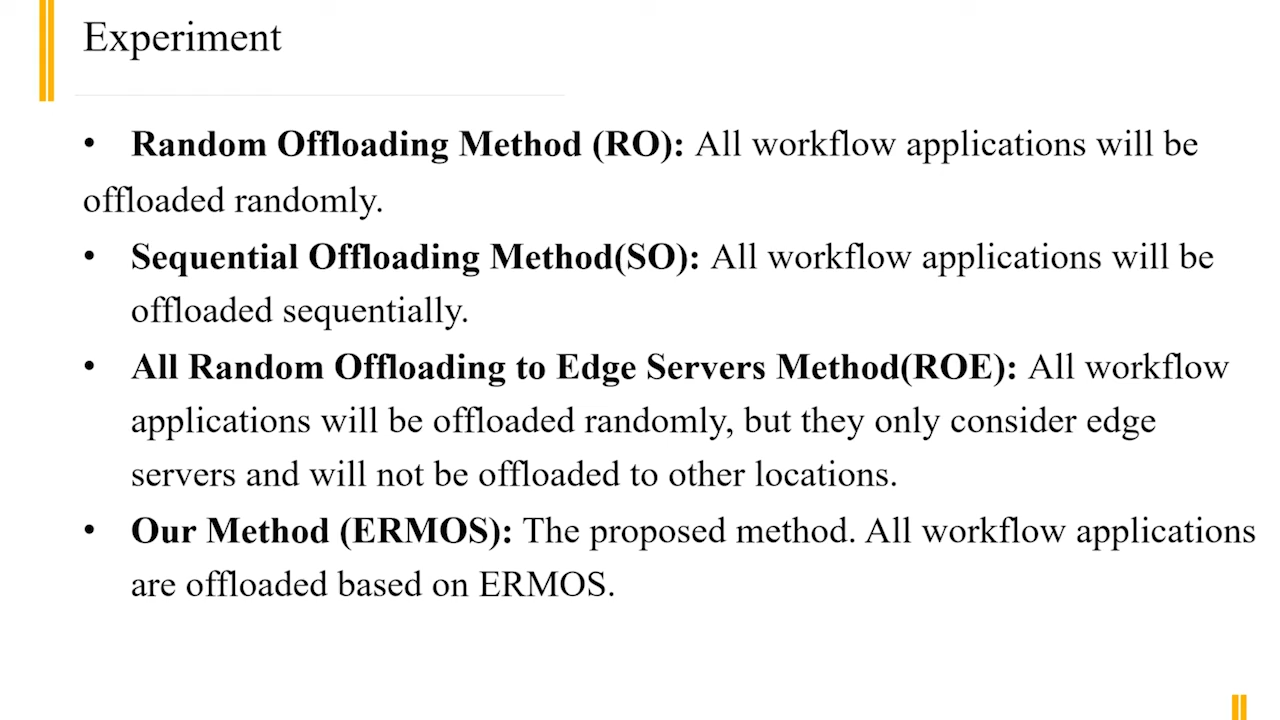 Experiment
• Random Offloading Method (RO): All workflow applications will be
offloaded randomly.
• Sequential Offloading Method(SO): All workflow applications will be
offloaded sequentially.
• All Random Offloading to Edge Servers Method(ROE): All workflow
applications will be offloaded randomly, but they only consider edge
servers and will not be offloaded to other locations.
• Our Method (ERMOS): The proposed method. All workflow applications
are offloaded based on ERMOS.